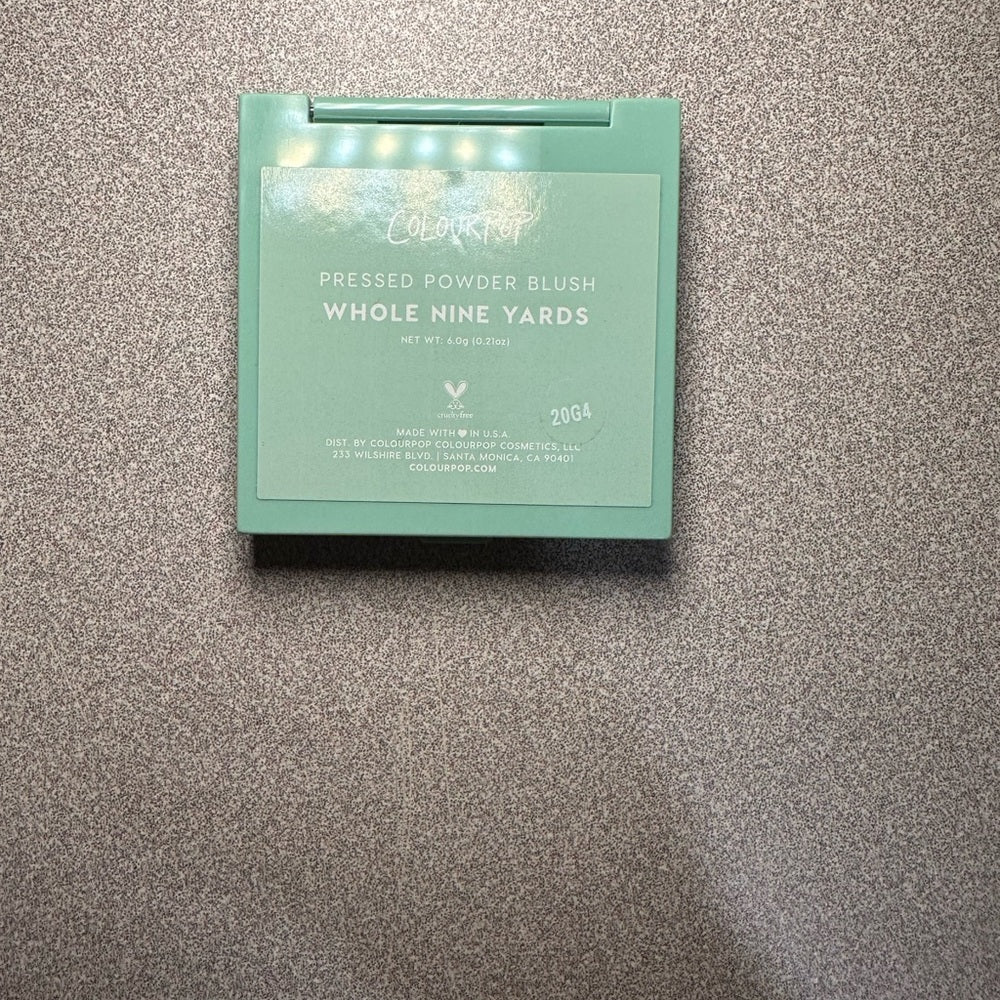 COLOURPOP
PRESSED POWDER BLUSH
WHOLE NINE YARDS
NET WT: 6.0g (0.21oz)
crueltyfree
20G4
MADE WITH ♥ IN U.S.A.
DIST. BY COLOURPOP COLOURPOP COSMETICS, LLC
233 WILSHIRE BLVD. | SANTA MONICA, CA 90401
COLOURPOP.COM